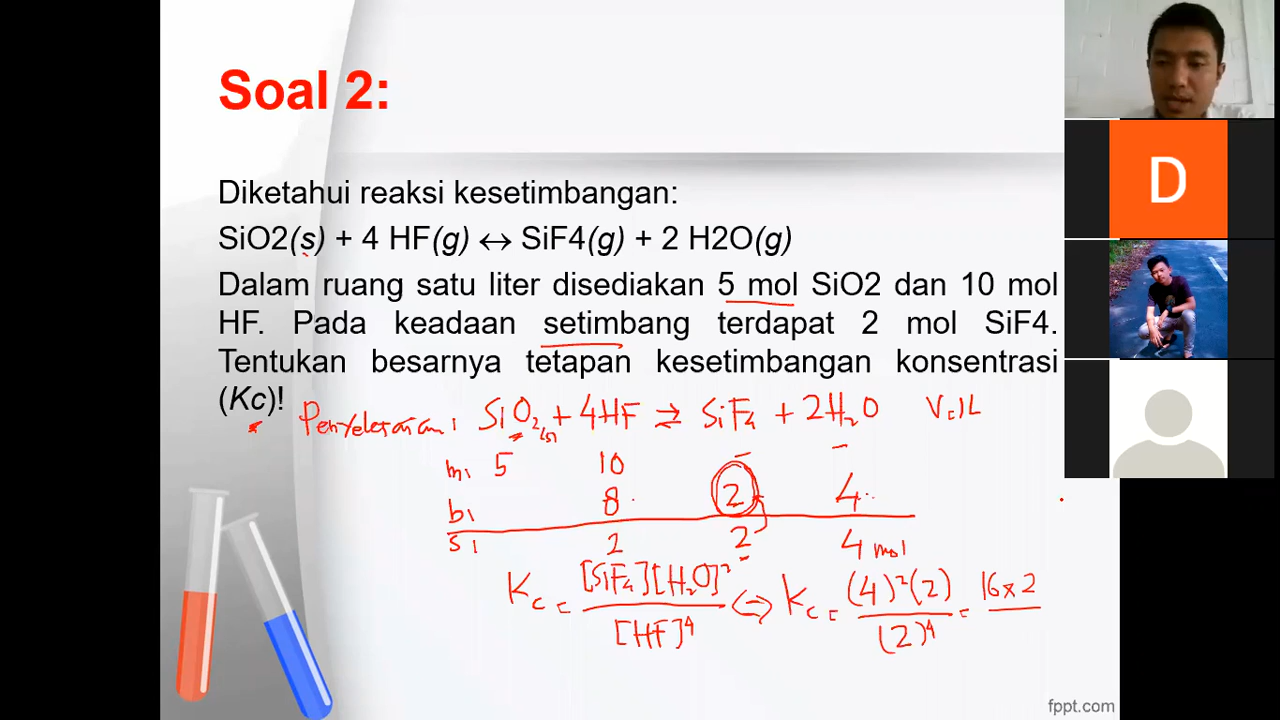 Soal 2:
Diketahui reaksi kesetimbangan:
SiO2(s) + 4 HF(g) ↔ SiF4(g) + 2 H2O(g)
Dalam ruang satu liter disediakan 5 mol SiO2 dan 10 mol
HF. Pada keadaan setimbang terdapat 2 mol SiF4.
Tentukan besarnya tetapan kesetimbangan konsentrasi
(Kc)!
Penyelesaian: SiO₂(s) + 4HF ⇄ SiF₄ + 2H₂O V=1L
m: 5 10 - -
b: 8 2 4
s: 2 2 4 mol
Kc = [SiF₄][H₂O]² / [HF]⁴ ⇔ Kc = (4)²(2) / (2)⁴ = 16 x 2
D
fppt.com